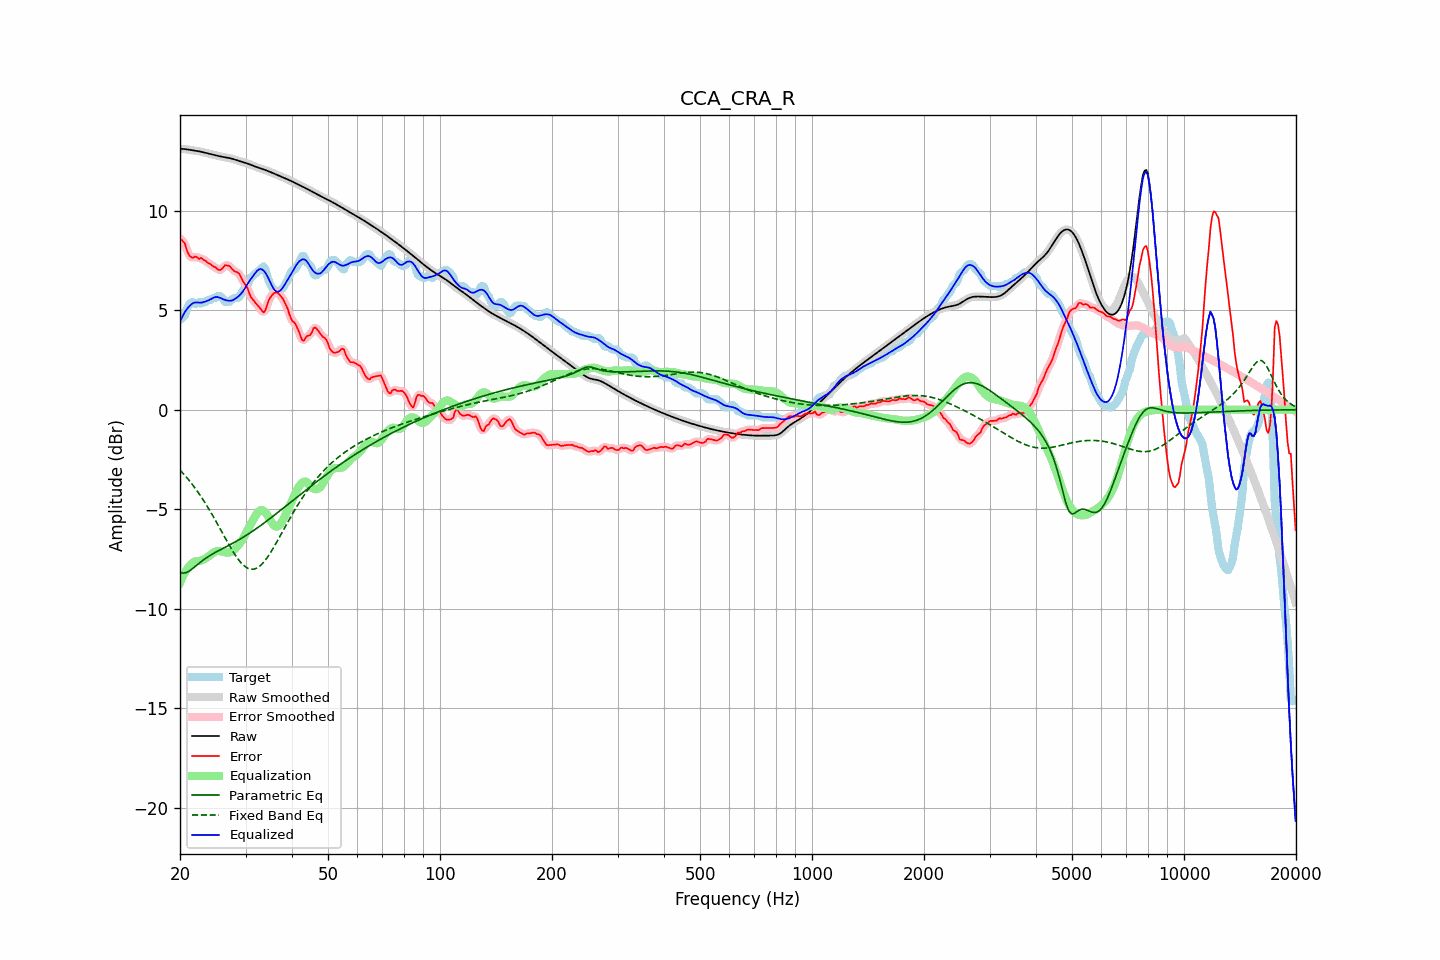 CCA_CRA_R
Amplitude (dBr)
10
5
0
−5
−10
−15
−20
Target
Raw Smoothed
Error Smoothed
Raw
Error
Equalization
Parametric Eq
Fixed Band Eq
Equalized
20 50 100 200 500 1000 2000 5000 10000 20000
Frequency (Hz)